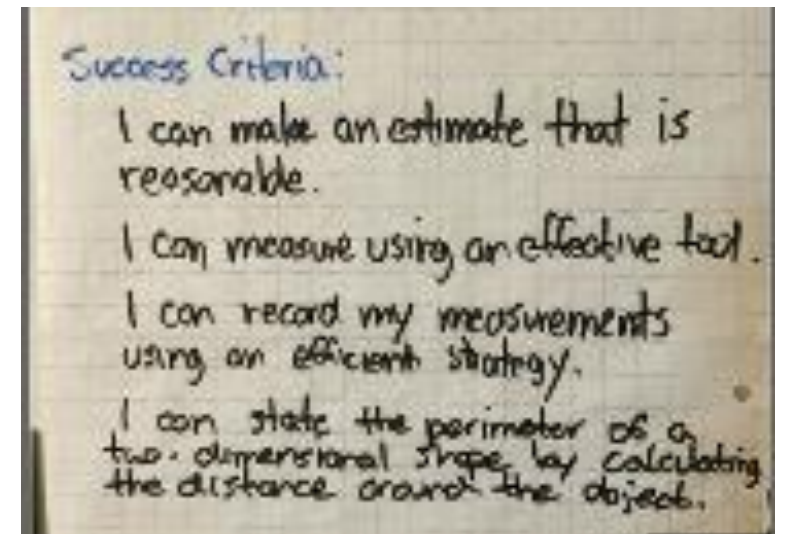 Success Criteria:
I can make an estimate that is
reasonable.
I can measure using an effective tool.
I can record my measurements
using an efficient strategy.
I can state the perimeter of a
two-dimensional shape by calculating
the distance around the object.